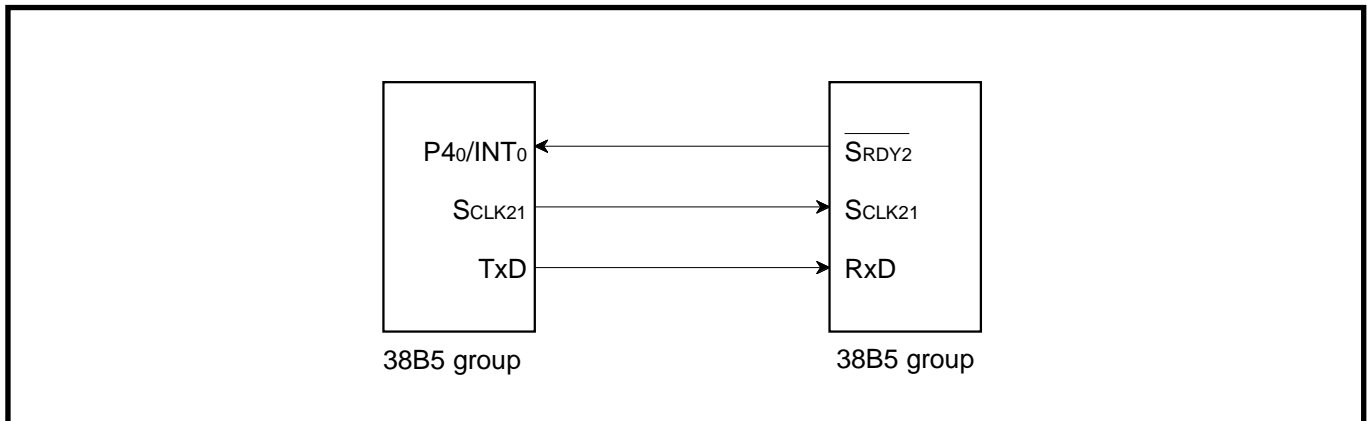 P40/INT0
SCLK21
TxD
SRDY2
SCLK21
RxD
38B5 group
38B5 group